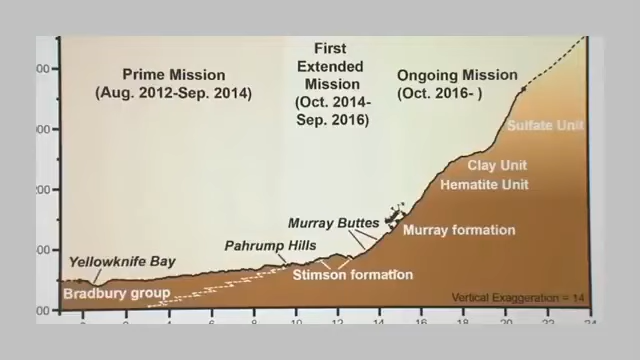 First
Extended
Mission
(Oct. 2014-
Sep. 2016)
Prime Mission
(Aug. 2012-Sep. 2014)
Ongoing Mission
(Oct. 2016- )
Sulfate Unit
Clay Unit
Hematite Unit
Murray Buttes
Murray formation
Pahrump Hills
Yellowknife Bay
Stimson formation
Bradbury group
Vertical Exaggeration = 14